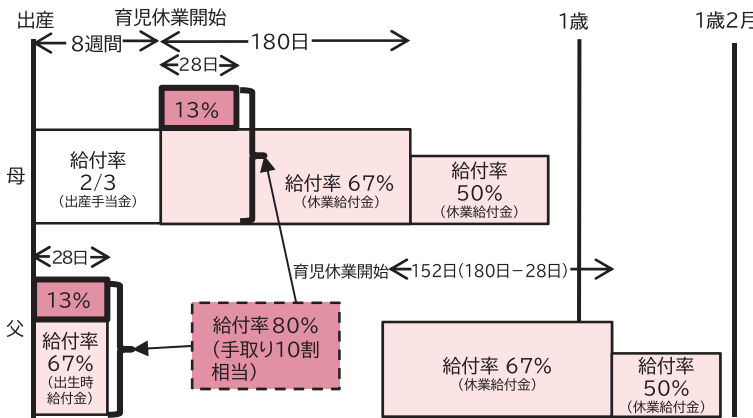 出産
育児休業開始
1歳
1歳2月
8週間
180日
28日
13%
母
給付率
2/3
(出産手当金)
給付率 67%
(休業給付金)
給付率
50%
(休業給付金)
28日
育児休業開始
152日(180日－28日)
13%
父
給付率
67%
(出生時
給付金)
給付率80%
(手取り10割
相当)
給付率 67%
(休業給付金)
給付率
50%
(休業給付金)